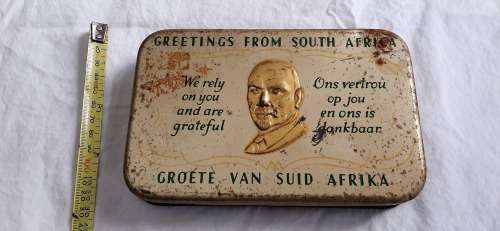 GREETINGS FROM SOUTH AFRICA
We rely
on you
and are
grateful
Ons vertrou
op jou
en ons is
dankbaar
GROETE VAN SUID AFRIKA